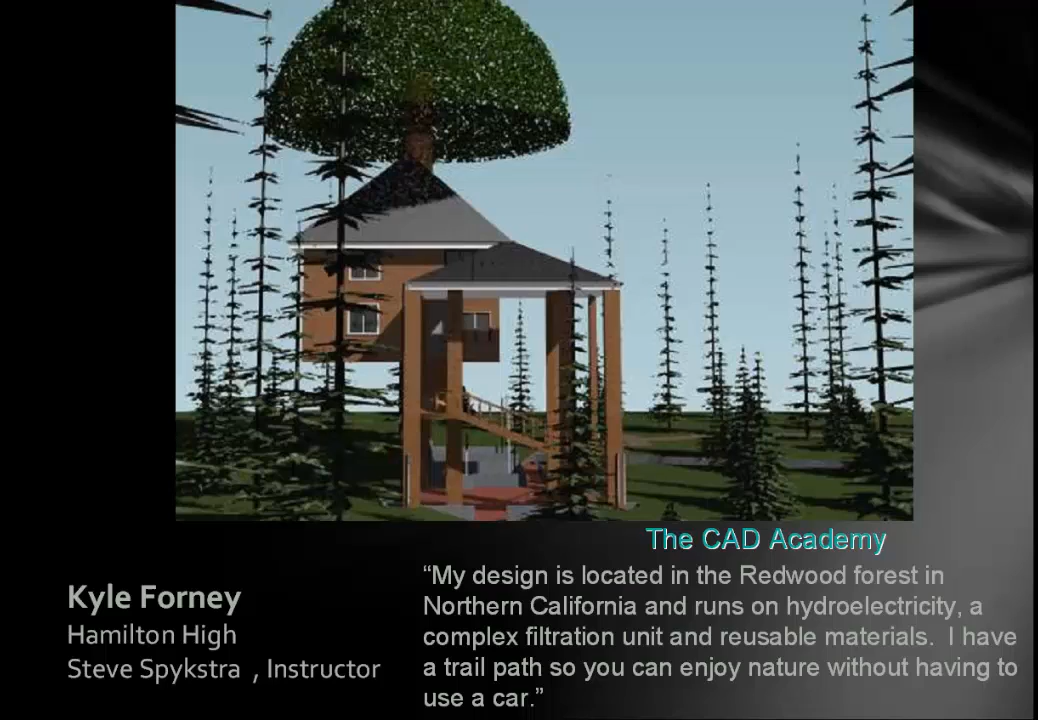 The CAD Academy
Kyle Forney
Hamilton High
Steve Spykstra , Instructor
“My design is located in the Redwood forest in
Northern California and runs on hydroelectricity, a
complex filtration unit and reusable materials. I have
a trail path so you can enjoy nature without having to
use a car.”